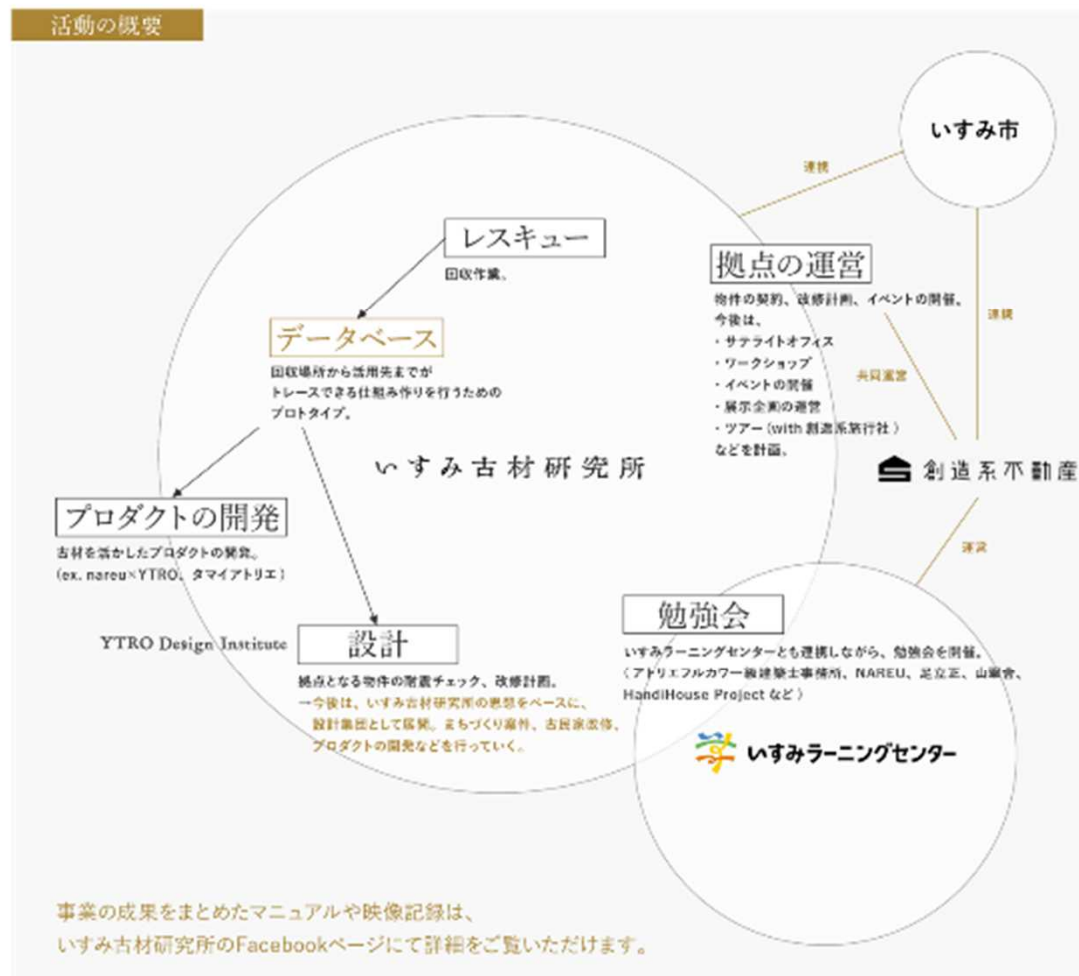 活動の概要
いすみ市
連携
レスキュー
回収作業。
拠点の運営
物件の契約、改修計画、イベントの開催。
今後は、
・サテライトオフィス
・ワークショップ
・イベントの開催
・展示企画の運営
・ツアー(with 創造系旅行社)
などを計画。
連携
共同運営
データベース
回収場所から活用先までが
トレースできる仕組み作りを行うための
プロトタイプ。
いすみ古材研究所
創造系不動産
プロダクトの開発
古材を活かしたプロダクトの開発。
(ex. nareu×YTRO、タマイアトリエ)
運営
YTRO Design Institute
設計
拠点となる物件の耐震チェック、改修計画。
→今後は、いすみ古材研究所の思想をベースに、
設計集団として展開。まちづくり案件、古民家改修、
プロダクトの開発などを行っていく。
勉強会
いすみラーニングセンターとも連携しながら、勉強会を開催。
(アトリエフルカワ一級建築士事務所、NAREU、足立正、山翠舎、
HandiHouse Project など)
いすみラーニングセンター
事業の成果をまとめたマニュアルや映像記録は、
いすみ古材研究所のFacebookページにて詳細をご覧いただけます。